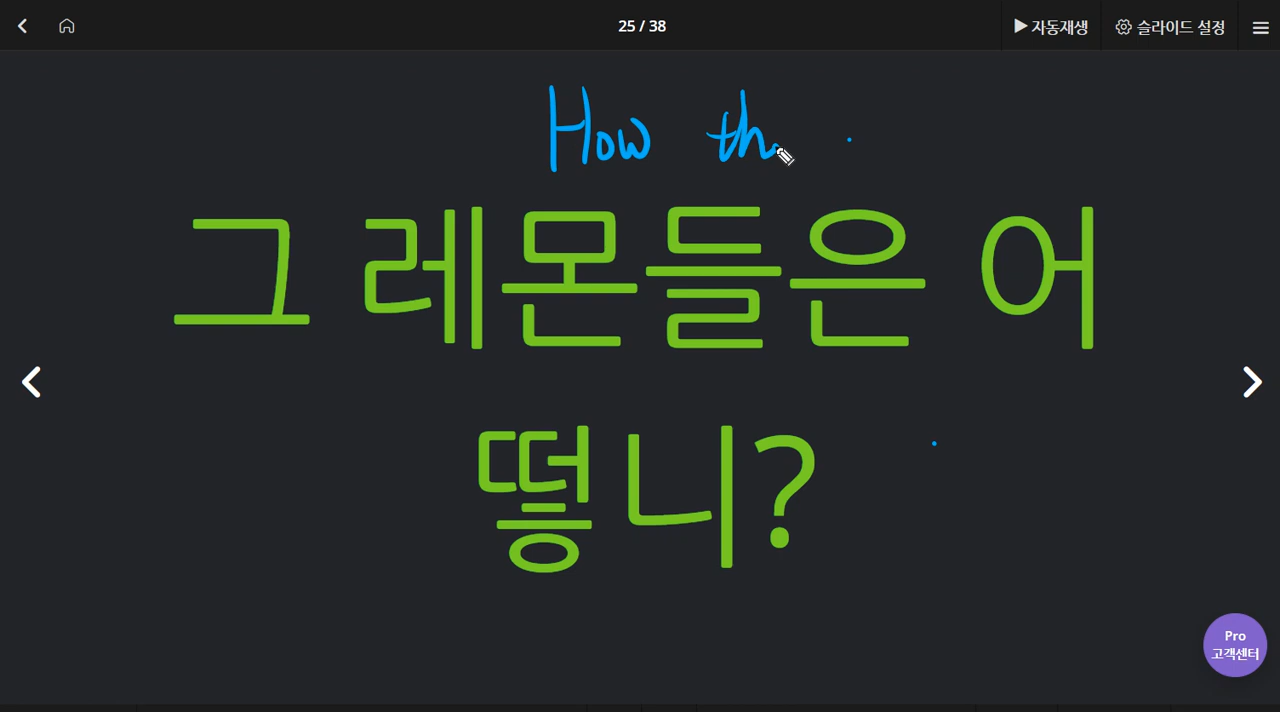 25 / 38
▶ 자동재생
슬라이드 설정
How th
그 레몬들은 어
떻니?
Pro
고객센터